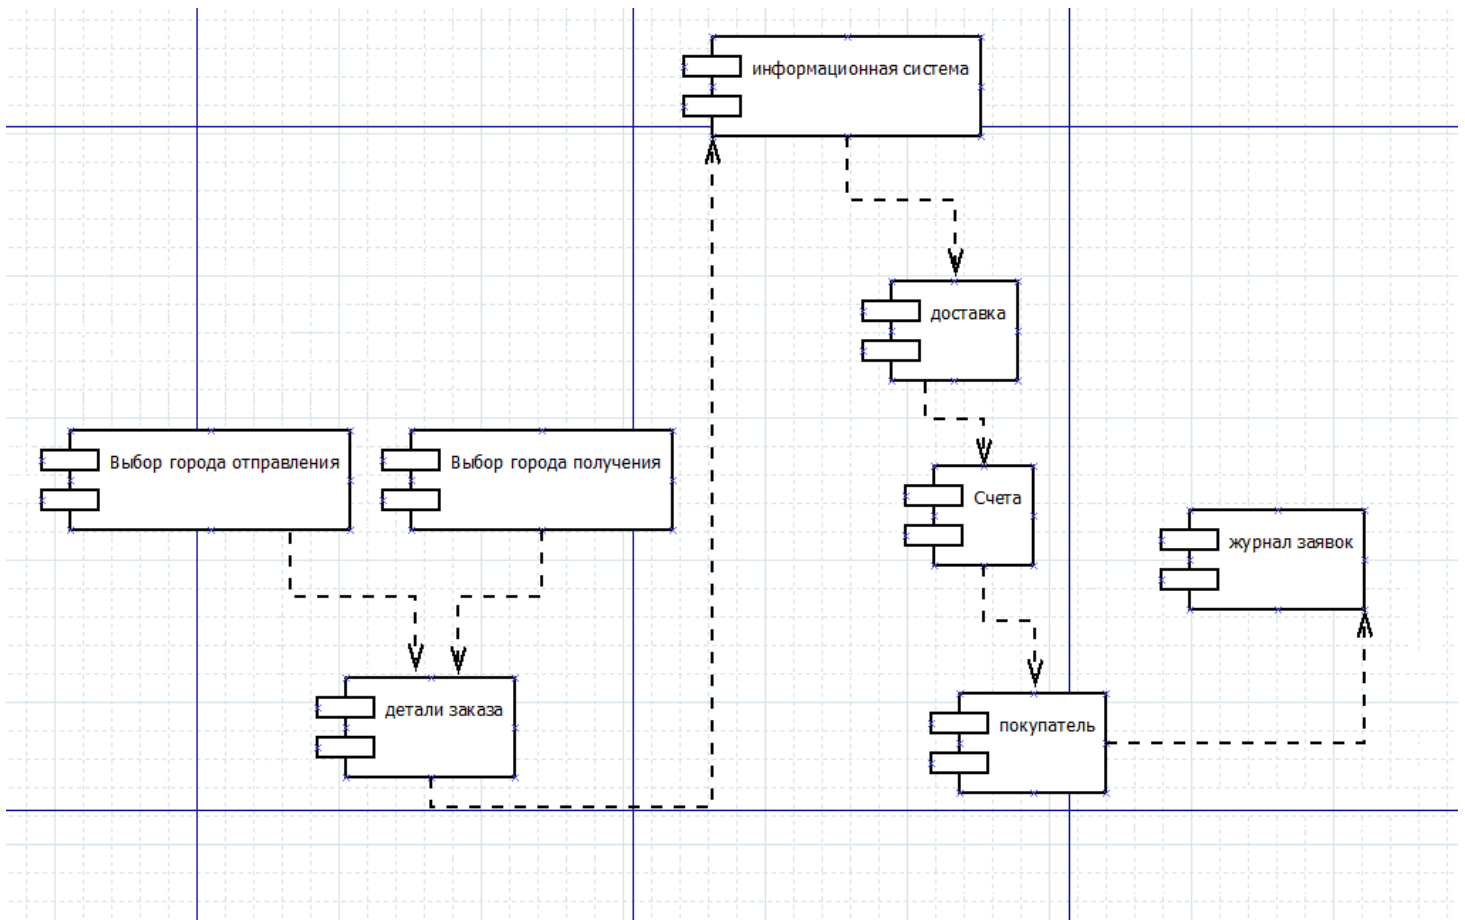 информационная система
доставка
Выбор города отправления
Выбор города получения
Счета
журнал заявок
детали заказа
покупатель